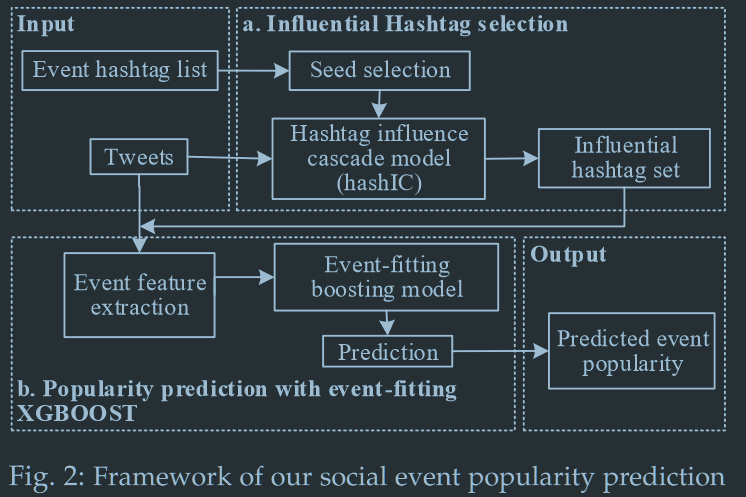 Input
a. Influential Hashtag selection
Event hashtag list
Seed selection
Tweets
Hashtag influence
cascade model
(hashIC)
Influential
hashtag set
Event feature
extraction
Event-fitting
boosting model
Prediction
b. Popularity prediction with event-fitting
XGBOOST
Output
Predicted event
popularity
Fig. 2: Framework of our social event popularity prediction